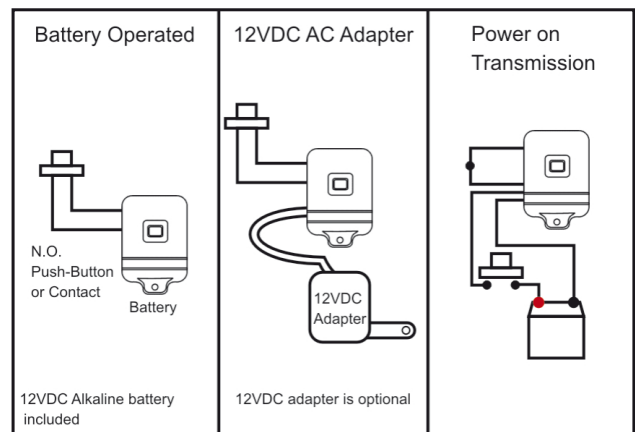 Battery Operated
N.O.
Push-Button
or Contact
Battery
12VDC Alkaline battery
included
12VDC AC Adapter
12VDC
Adapter
12VDC adapter is optional
Power on
Transmission